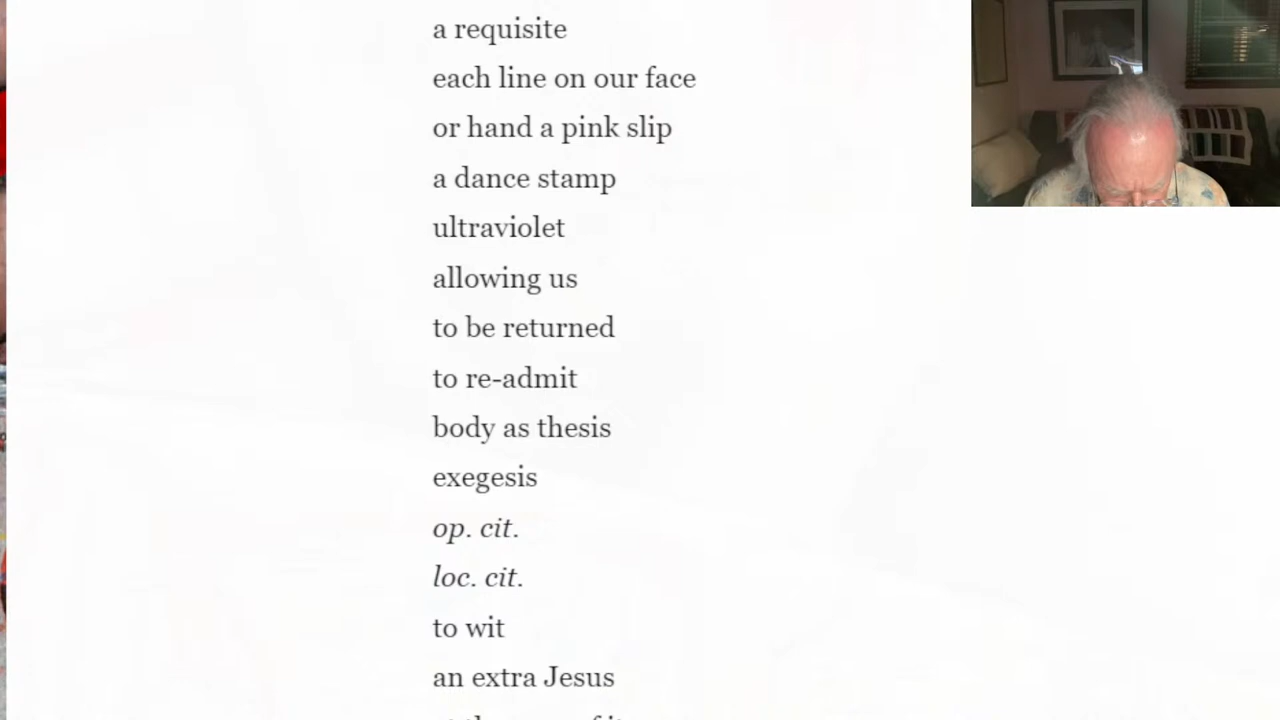 a requisite
each line on our face
or hand a pink slip
a dance stamp
ultraviolet
allowing us
to be returned
to re-admit
body as thesis
exegesis
op. cit.
loc. cit.
to wit
an extra Jesus